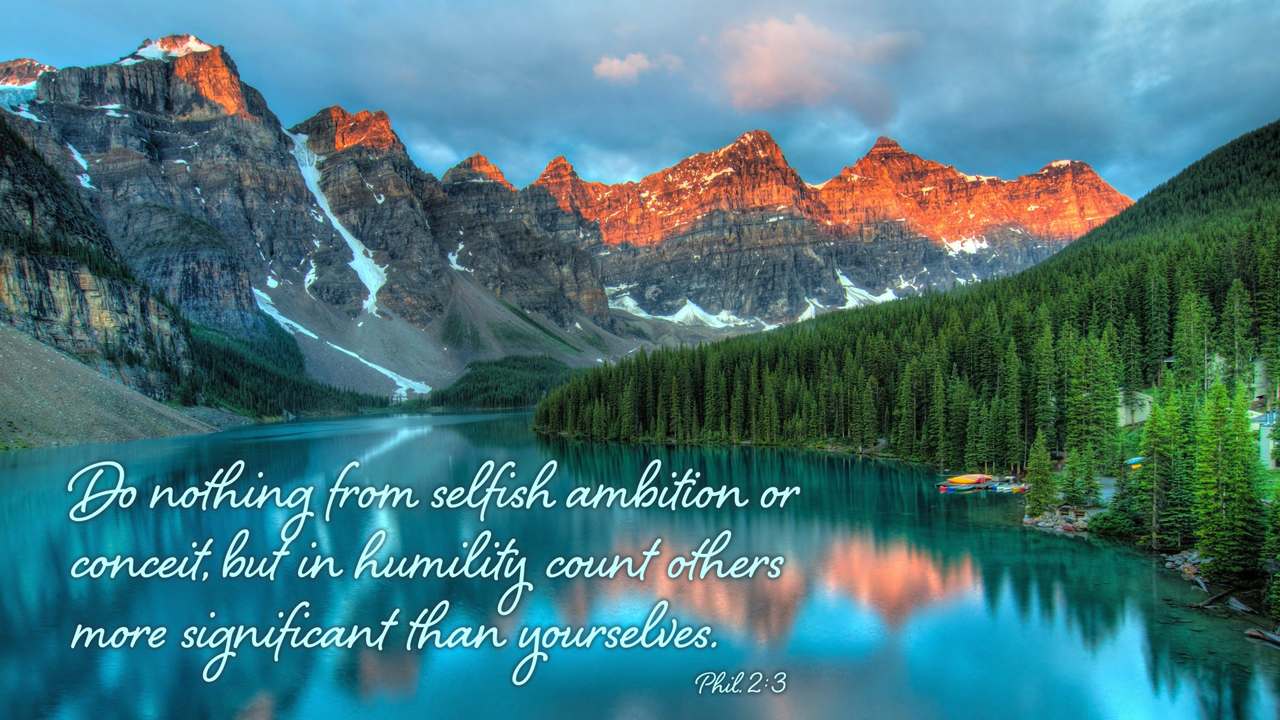 Do nothing from selfish ambition or
conceit, but in humility count others
more significant than yourselves.
Phil. 2:3